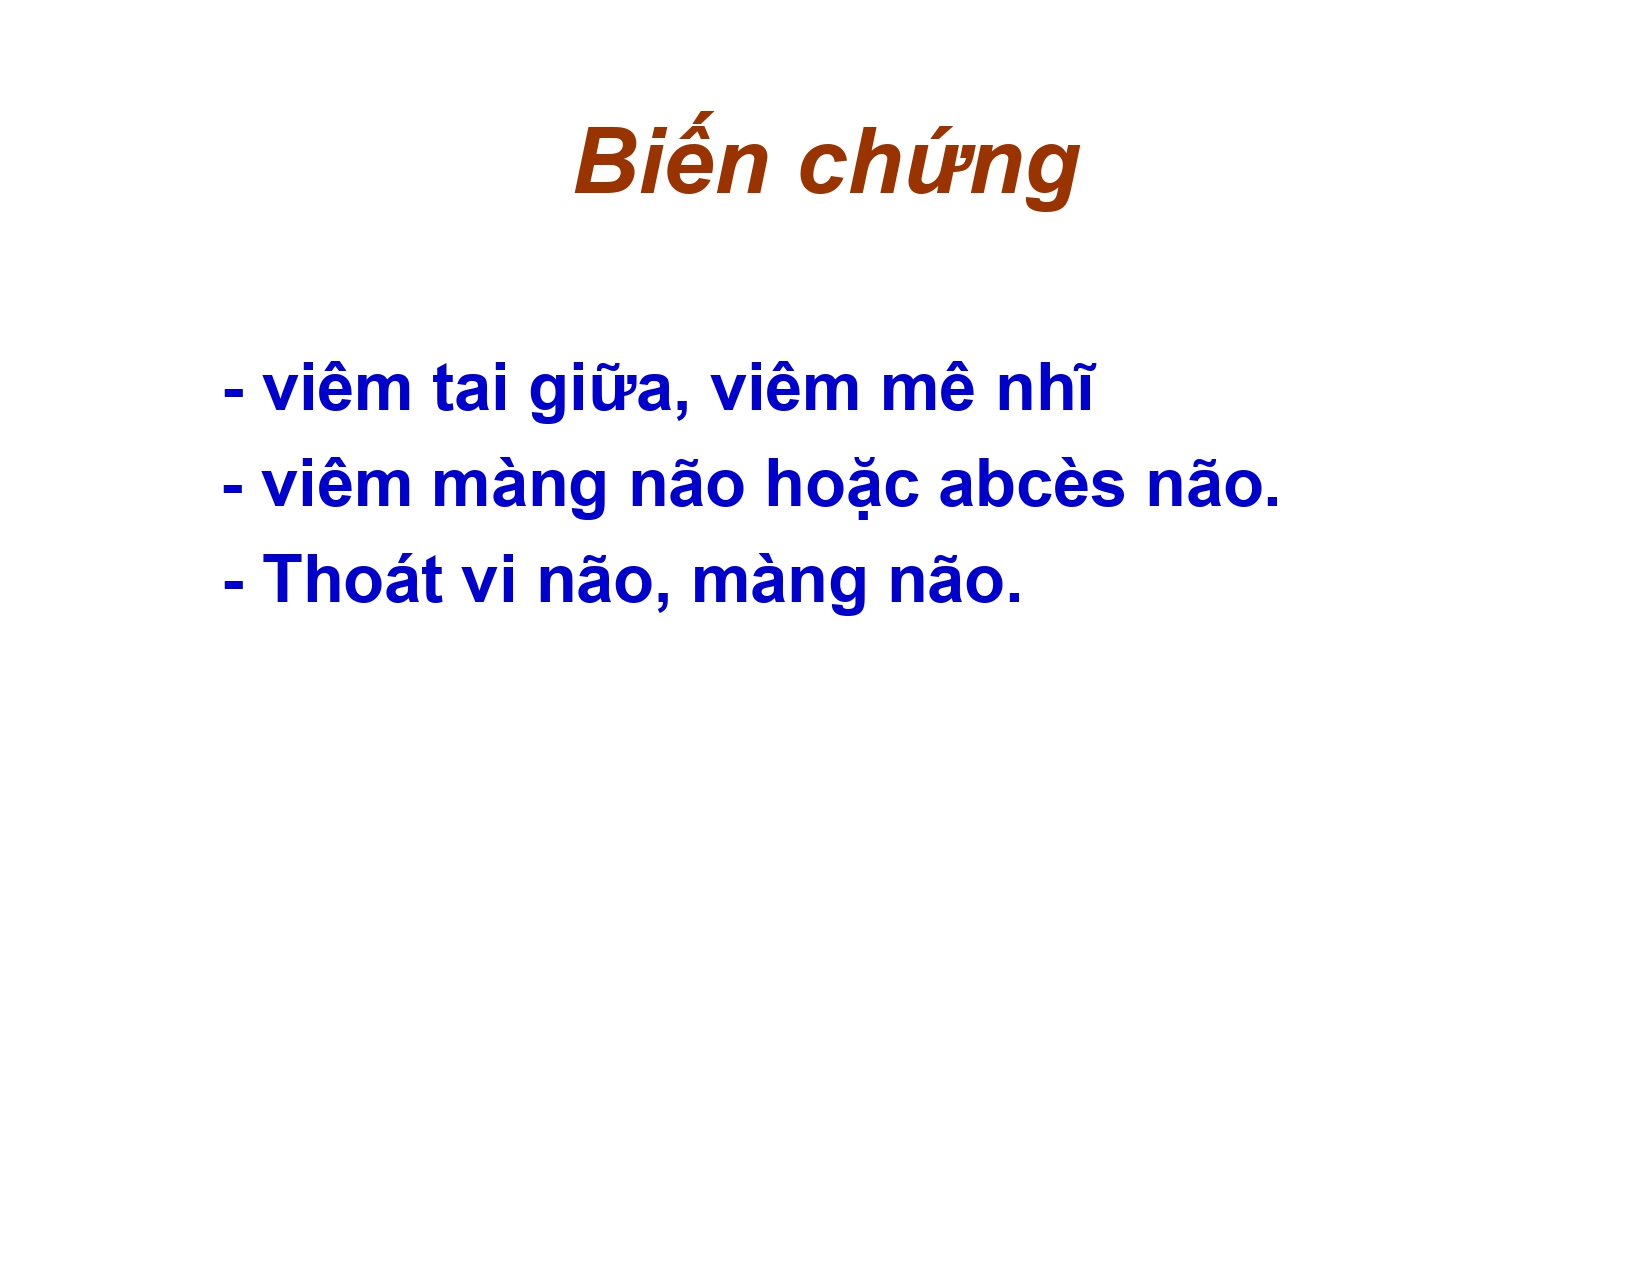 Biến chứng
- viêm tai giữa, viêm mê nhĩ
- viêm màng não hoặc abcès não.
- Thoát vi não, màng não.